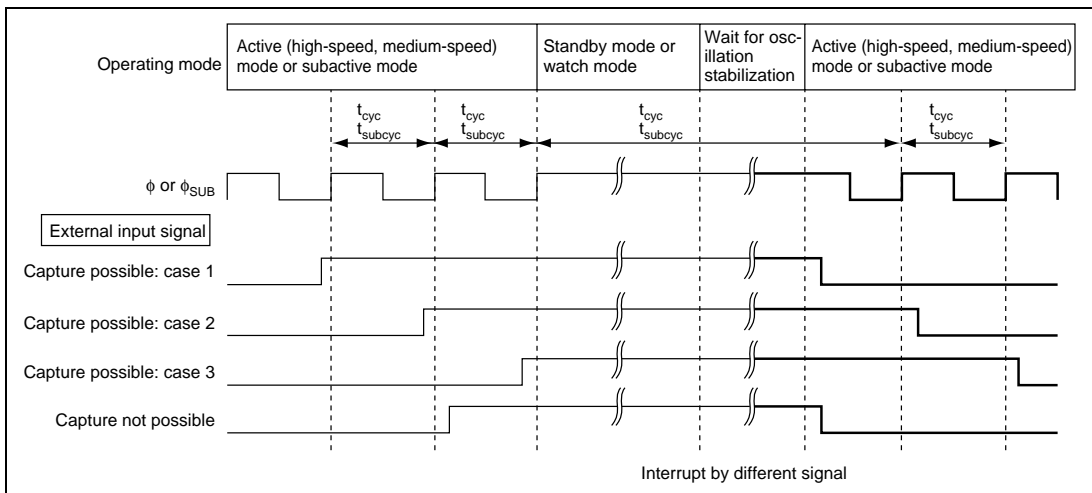 Operating mode
Active (high-speed, medium-speed)
mode or subactive mode
Standby mode or
watch mode
Wait for osc-
illation
stabilization
Active (high-speed, medium-speed)
mode or subactive mode
tcyc
tsubcyc
tcyc
tsubcyc
tcyc
tsubcyc
tcyc
tsubcyc
φ or φSUB
External input signal
Capture possible: case 1
Capture possible: case 2
Capture possible: case 3
Capture not possible
Interrupt by different signal